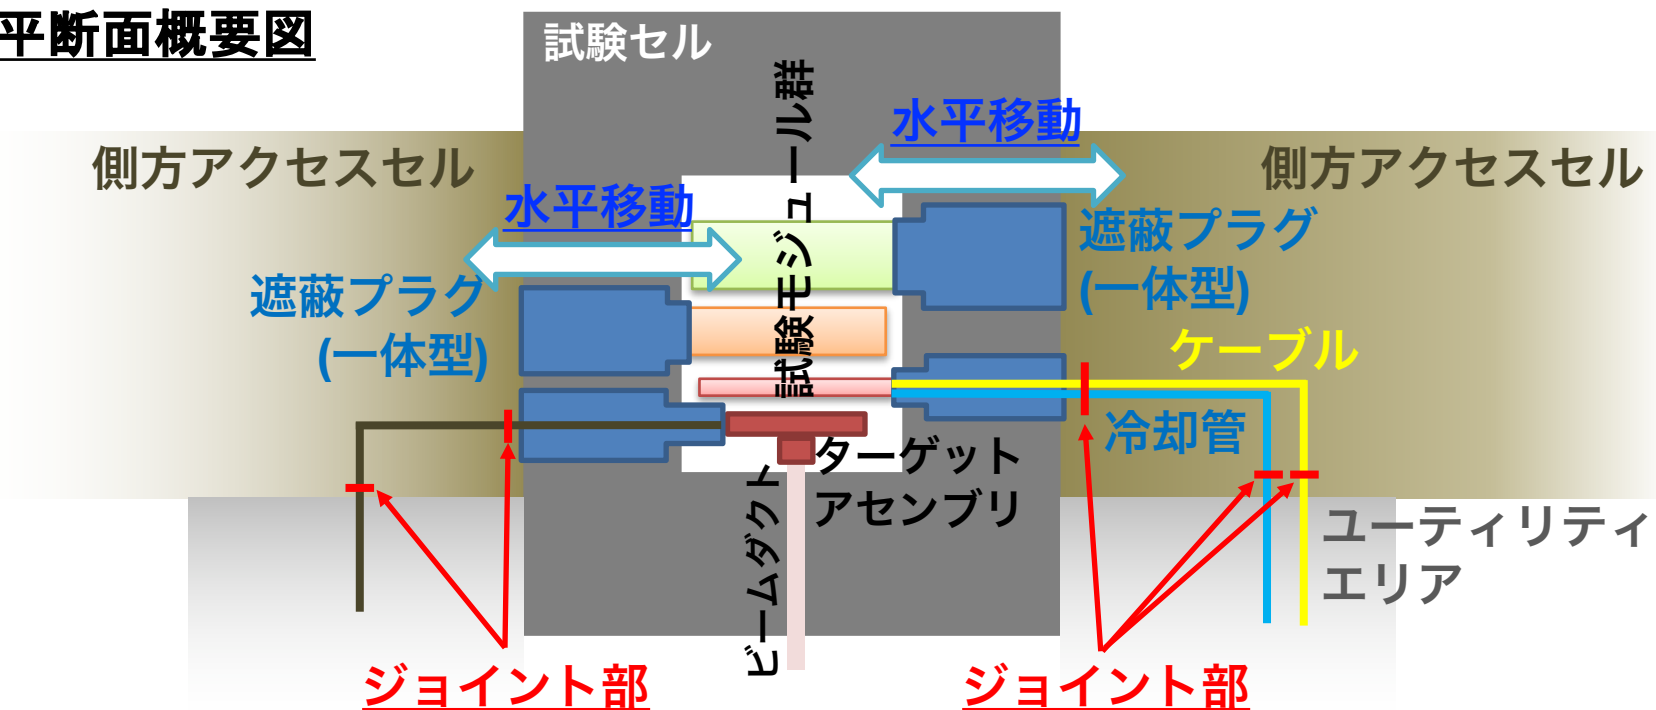 平断面概要図
試験セル
試験モジュール群
水平移動
側方アクセスセル
側方アクセスセル
水平移動
遮蔽プラグ
(一体型)
遮蔽プラグ
(一体型)
ケーブル
冷却管
ターゲット
アセンブリ
ビームダクト
ユーティリティ
エリア
ジョイント部
ジョイント部